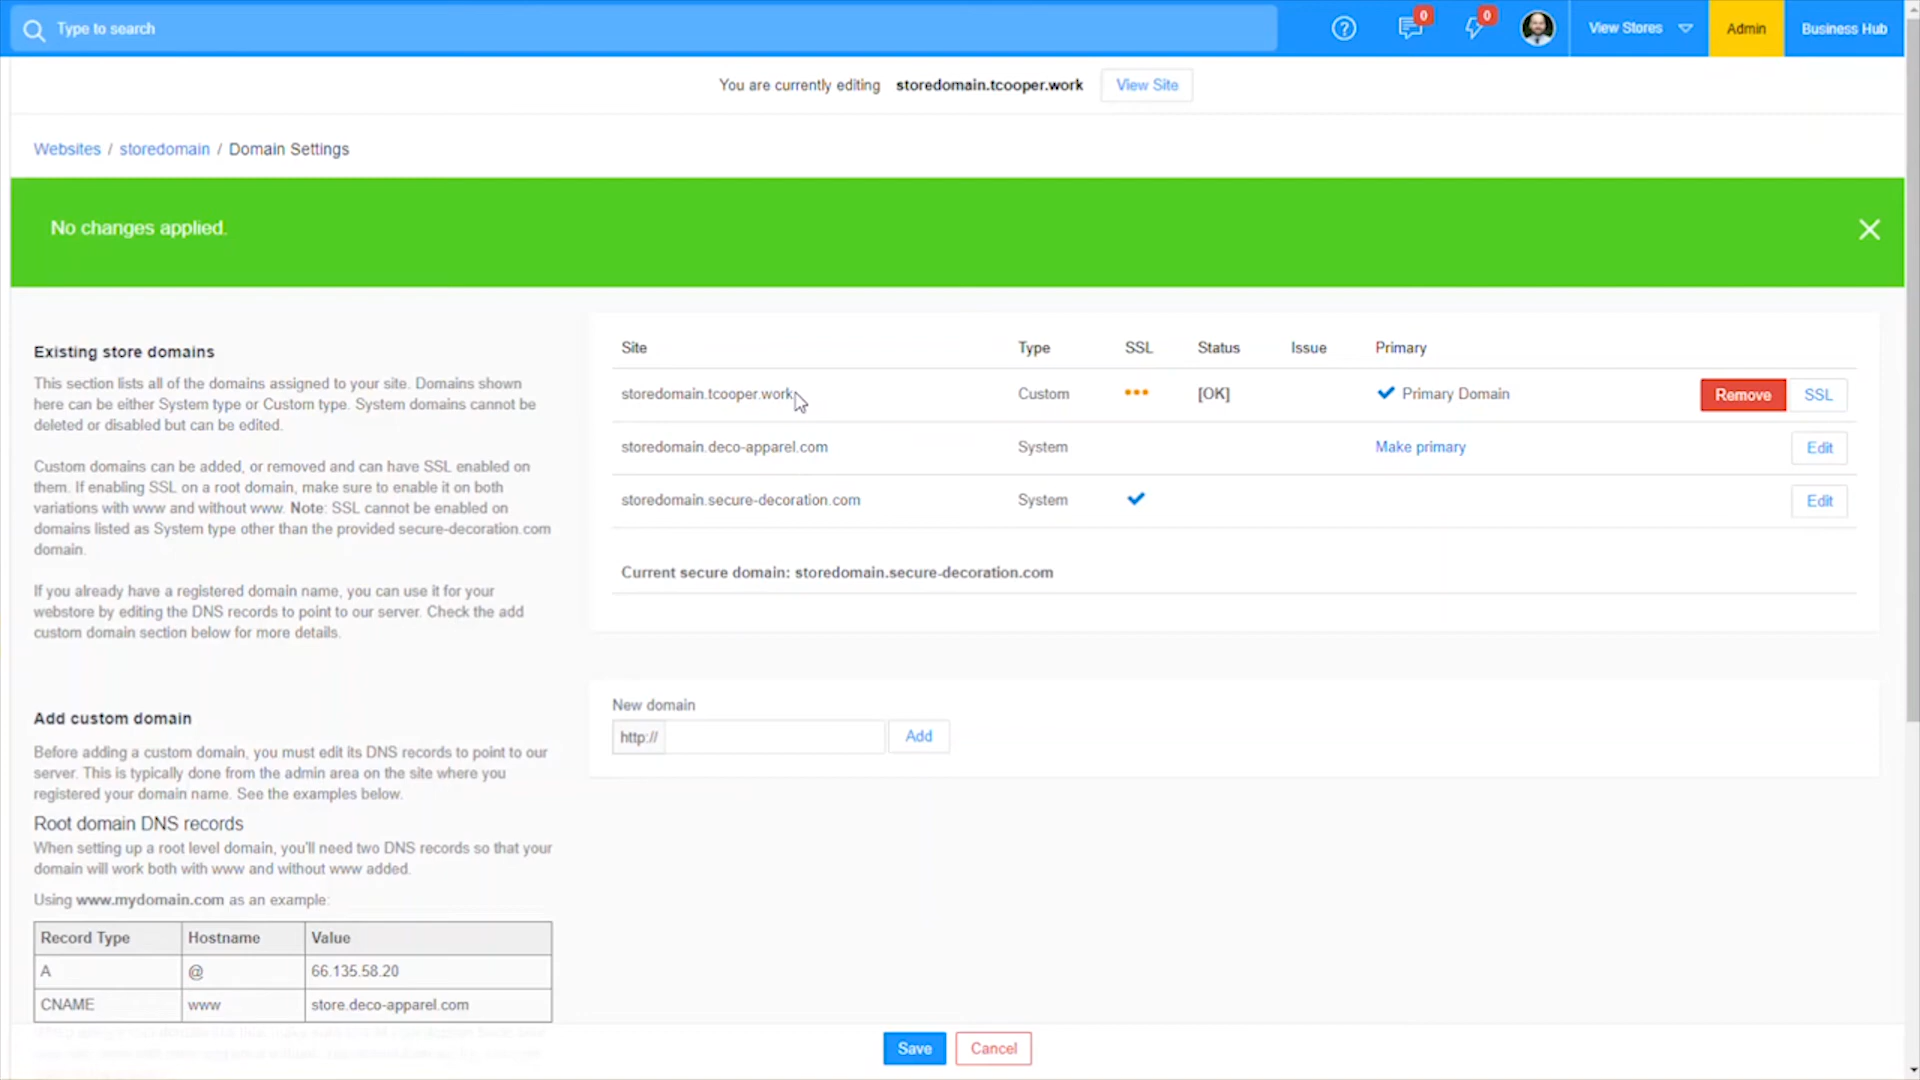 Type to search
0
0
View Stores
Admin
Business Hub
You are currently editing storedomain.tcooper.work View Site
Websites / storedomain / Domain Settings
No changes applied.
Existing store domains
This section lists all of the domains assigned to your site. Domains shown
here can be either System type or Custom type. System domains cannot be
deleted or disabled but can be edited.
Custom domains can be added, or removed and can have SSL enabled on
them. If enabling SSL on a root domain, make sure to enable it on both
variations with www and without www. Note: SSL cannot be enabled on
domains listed as System type other than the provided secure-decoration.com
domain.
If you already have a registered domain name, you can use it for your
webstore by editing the DNS records to point to our server. Check the add
custom domain section below for more details.
Site Type SSL Status Issue Primary
storedomain.tcooper.work Custom [OK] Primary Domain Remove SSL
storedomain.deco-apparel.com System Make primary Edit
storedomain.secure-decoration.com System Edit
Current secure domain: storedomain.secure-decoration.com
Add custom domain
Before adding a custom domain, you must edit its DNS records to point to our
server. This is typically done from the admin area on the site where you
registered your domain name. See the examples below.
Root domain DNS records
When setting up a root level domain, you'll need two DNS records so that your
domain will work both with www and without www added.
Using www.mydomain.com as an example:
Record Type Hostname Value
A @ 66.135.58.20
CNAME www store.deco-apparel.com
New domain
http:// Add
Save Cancel